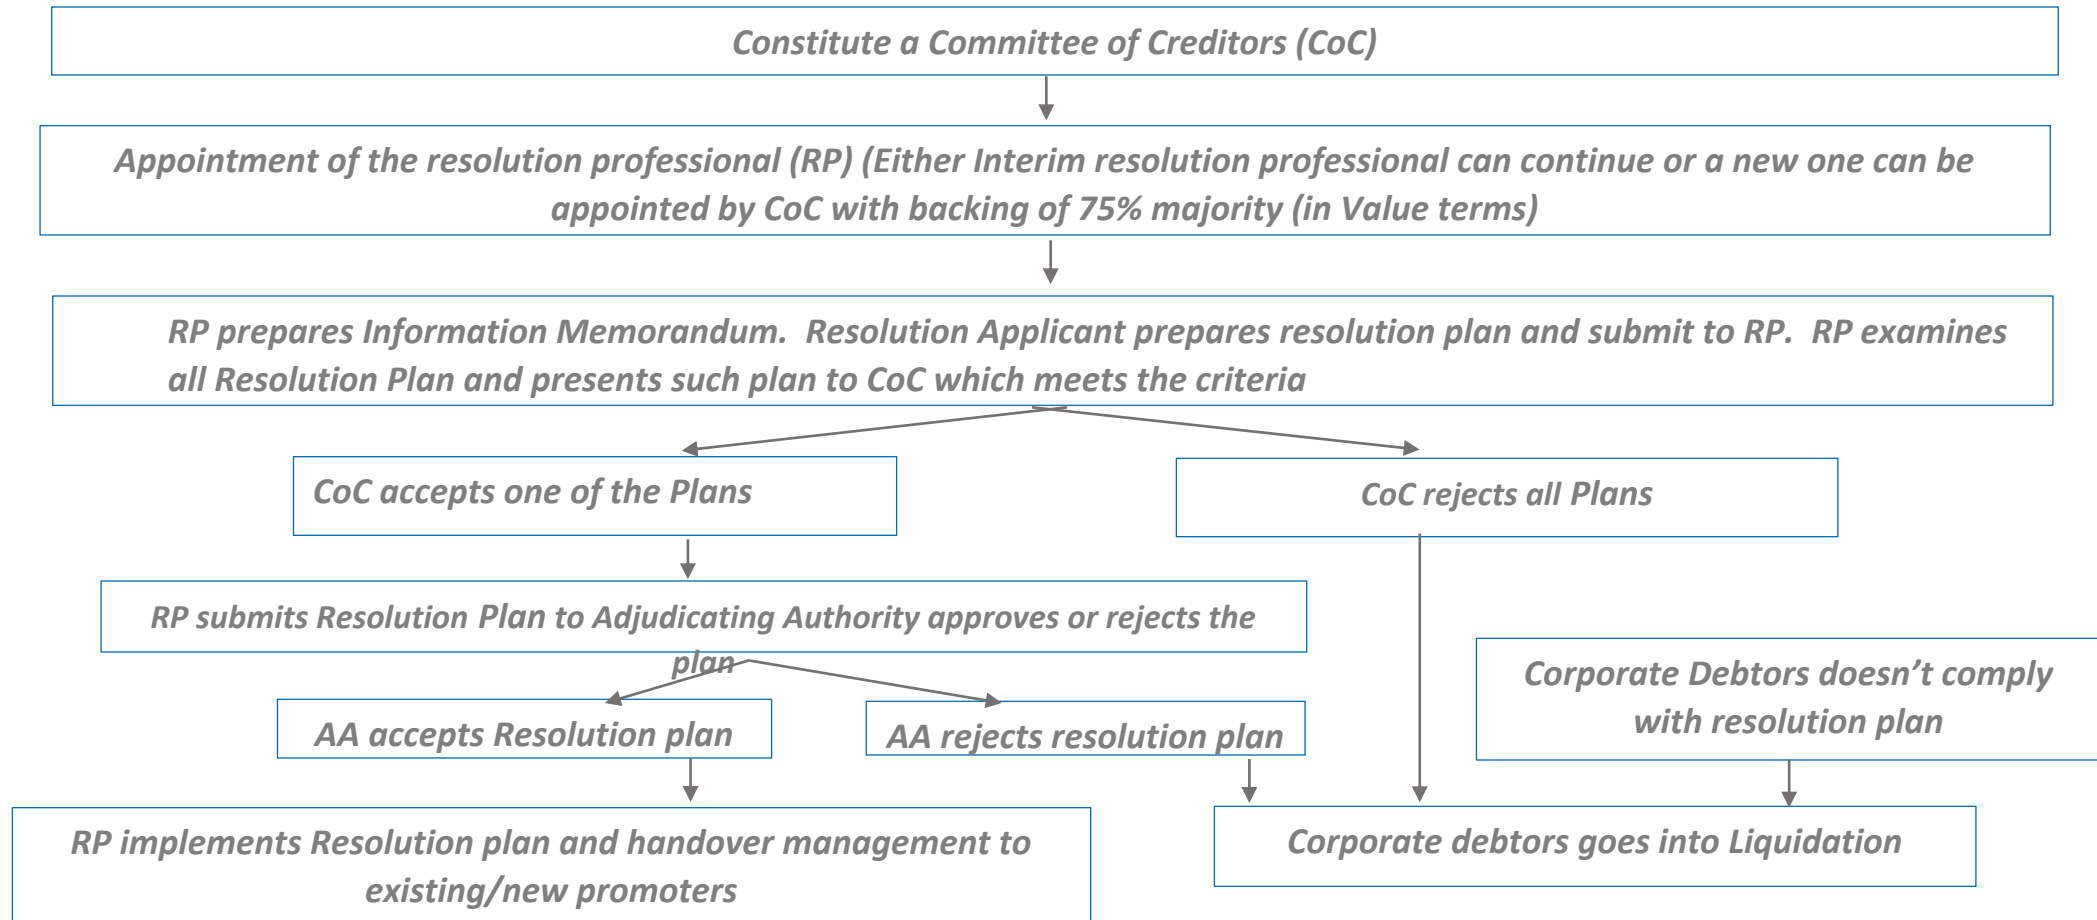 Constitute a Committee of Creditors (CoC)
Appointment of the resolution professional (RP) (Either Interim resolution professional can continue or a new one can be
appointed by CoC with backing of 75% majority (in Value terms)
RP prepares Information Memorandum.  Resolution Applicant prepares resolution plan and submit to RP.  RP examines
all Resolution Plan and presents such plan to CoC which meets the criteria
CoC accepts one of the Plans
CoC rejects all Plans
RP submits Resolution Plan to Adjudicating Authority approves or rejects the
plan
Corporate Debtors doesn’t comply
with resolution plan
AA accepts Resolution plan
AA rejects resolution plan
RP implements Resolution plan and handover management to
existing/new promoters
Corporate debtors goes into Liquidation